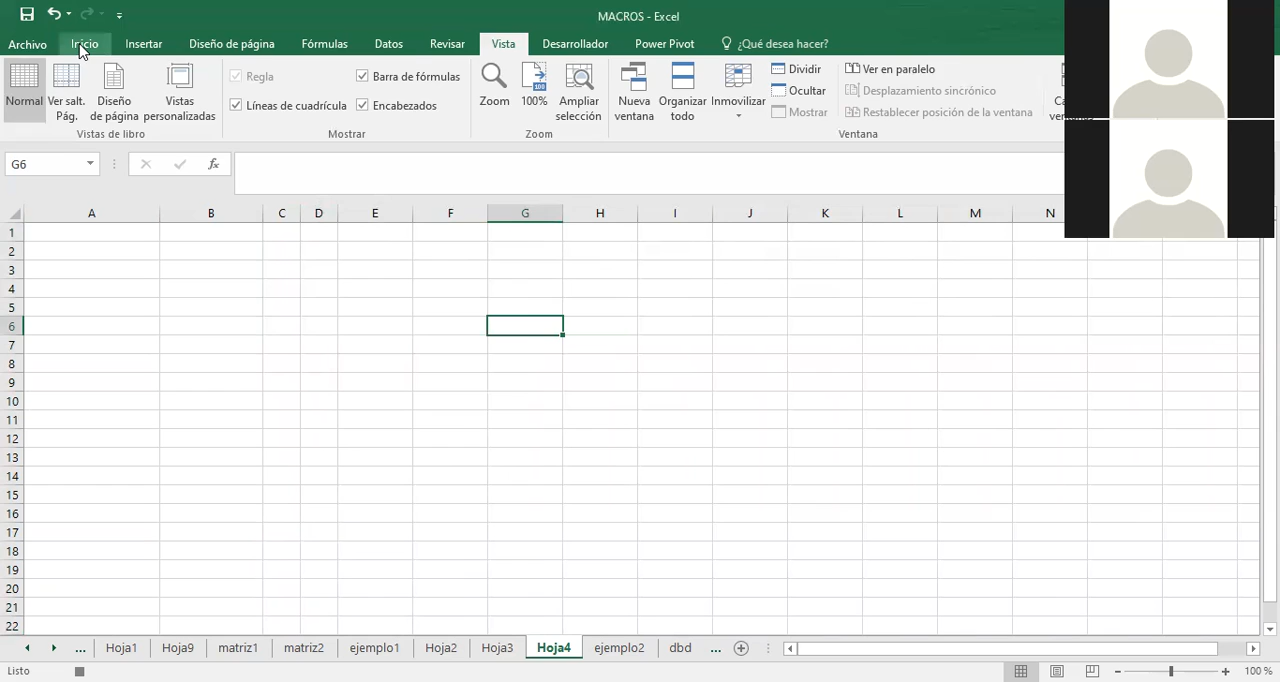 MACROS - Excel
Archivo Inicio Insertar Diseño de página Fórmulas Datos Revisar Vista Desarrollador Power Pivot ¿Qué desea hacer?
Normal Ver salt. Pág. Diseño de página Vistas personalizadas
Vistas de libro
Regla Barra de fórmulas
Líneas de cuadrícula Encabezados
Mostrar
Zoom 100% Ampliar selección
Zoom
Nueva ventana Organizar todo Inmovilizar
Dividir
Ocultar
Mostrar
Ver en paralelo
Desplazamiento sincrónico
Restablecer posición de la ventana
Ventana
G6
fx
A B C D E F G H I J K L M N
1
2
3
4
5
6
7
8
9
10
11
12
13
14
15
16
17
18
19
20
21
22
... Hoja1 Hoja9 matriz1 matriz2 ejemplo1 Hoja2 Hoja3 Hoja4 ejemplo2 dbd ...
Listo
100 %